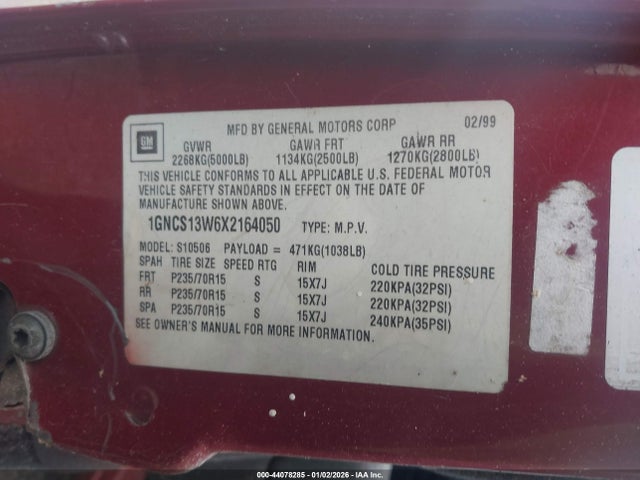 MFD BY GENERAL MOTORS CORP 02/99
GM
GVWR GAWR FRT GAWR RR
2268KG(5000LB) 1134KG(2500LB) 1270KG(2800LB)
THIS VEHICLE CONFORMS TO ALL APPLICABLE U.S. FEDERAL MOTOR
VEHICLE SAFETY STANDARDS IN EFFECT ON THE DATE OF
MANUFACTURE SHOWN ABOVE.
1GNCS13W6X2164050 TYPE: M.P.V.
MODEL: S10506 PAYLOAD = 471KG(1038LB)
SPAH TIRE SIZE SPEED RTG RIM COLD TIRE PRESSURE
FRT P235/70R15 S 15X7J 220KPA(32PSI)
RR P235/70R15 S 15X7J 220KPA(32PSI)
SPA P235/70R15 S 15X7J 240KPA(35PSI)
SEE OWNER'S MANUAL FOR MORE INFORMATION.
000-44078285 - 01/02/2026 - © IAA Inc.